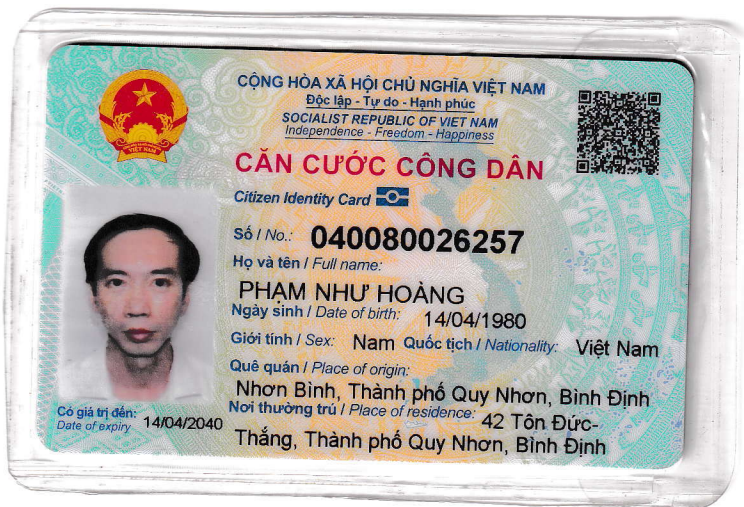 CỘNG HÒA XÃ HỘI CHỦ NGHĨA VIỆT NAM
Độc lập - Tự do - Hạnh phúc
SOCIALIST REPUBLIC OF VIET NAM
Independence - Freedom - Happiness
CĂN CƯỚC CÔNG DÂN
Citizen Identity Card
Số / No.: 040080026257
Họ và tên / Full name:
PHẠM NHƯ HOÀNG
Ngày sinh / Date of birth: 14/04/1980
Giới tính / Sex: Nam Quốc tịch / Nationality: Việt Nam
Quê quán / Place of origin:
Nhơn Bình, Thành phố Quy Nhơn, Bình Định
Nơi thường trú / Place of residence: 42 Tôn Đức-
Thắng, Thành phố Quy Nhơn, Bình Định
Có giá trị đến: 14/04/2040
Date of expiry
VIỆT NAM